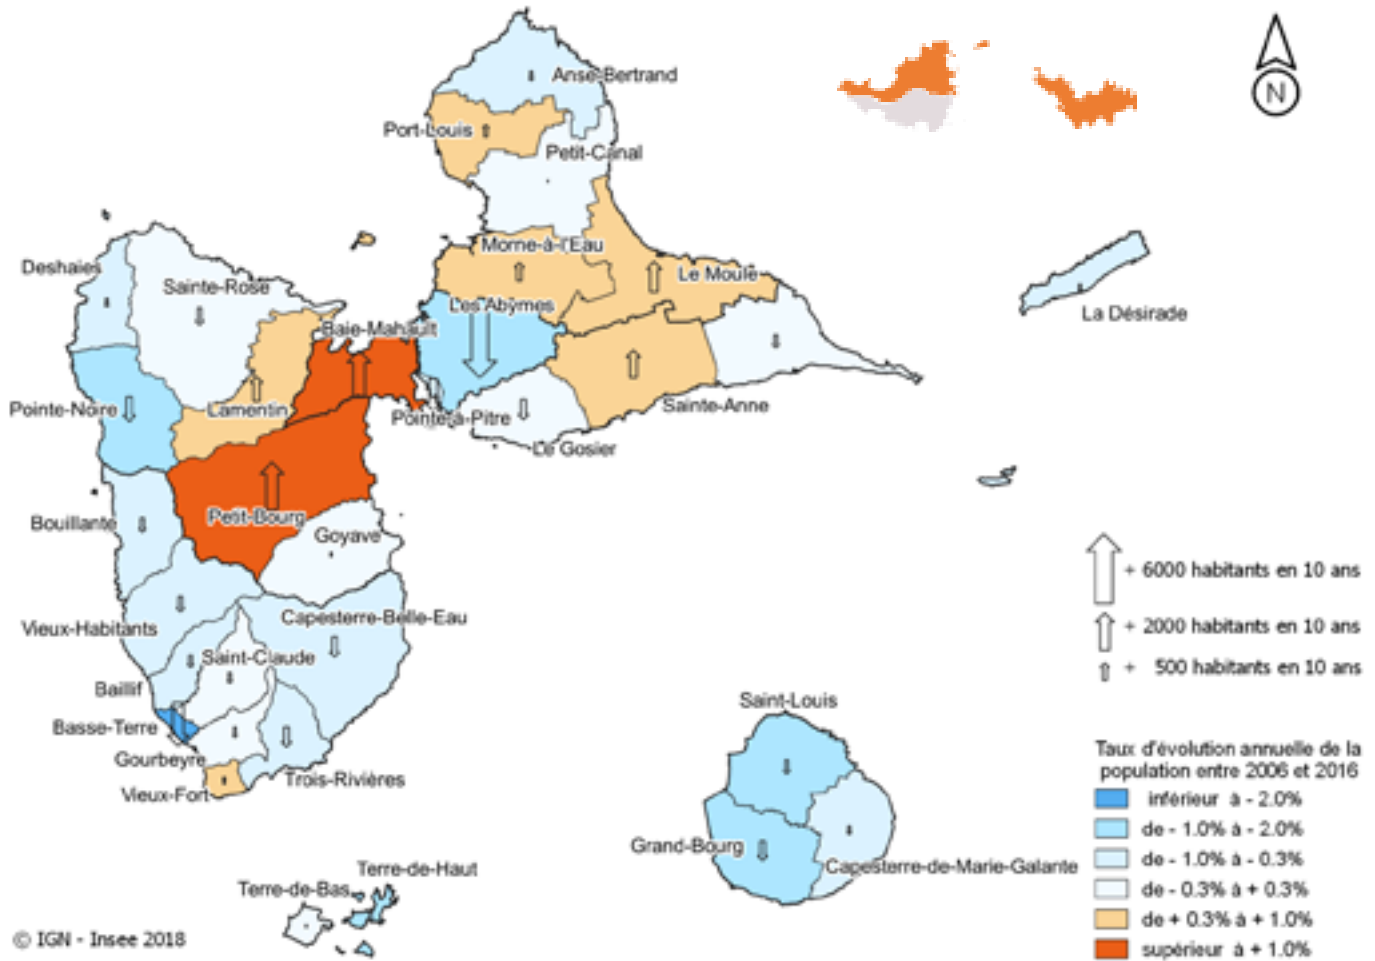 Anse-Bertrand
N
Port-Louis
Petit-Canal
Morne-à-l'Eau
Deshaies
Sainte-Rose
Le Moule
Les Abymes
La Désirade
Baie-Mahault
Pointe-Noire
Lamentin
Pointe-à-Pitre
Sainte-Anne
Le Gosier
Bouillante
Petit-Bourg
Goyave
+ 6000 habitants en 10 ans
Vieux-Habitants
Capesterre-Belle-Eau
+ 2000 habitants en 10 ans
Saint-Claude
+ 500 habitants en 10 ans
Baillif
Saint-Louis
Basse-Terre
Gourbeyre
Taux d'évolution annuelle de la
population entre 2006 et 2016
Trois-Rivières
Vieux-Fort
inférieur à - 2.0%
de - 1.0% à - 2.0%
Grand-Bourg
de - 1.0% à - 0.3%
Capesterre-de-Marie-Galante
Terre-de-Haut
Terre-de-Bas
de - 0.3% à + 0.3%
de + 0.3% à + 1.0%
© IGN - Insee 2018
supérieur à + 1.0%